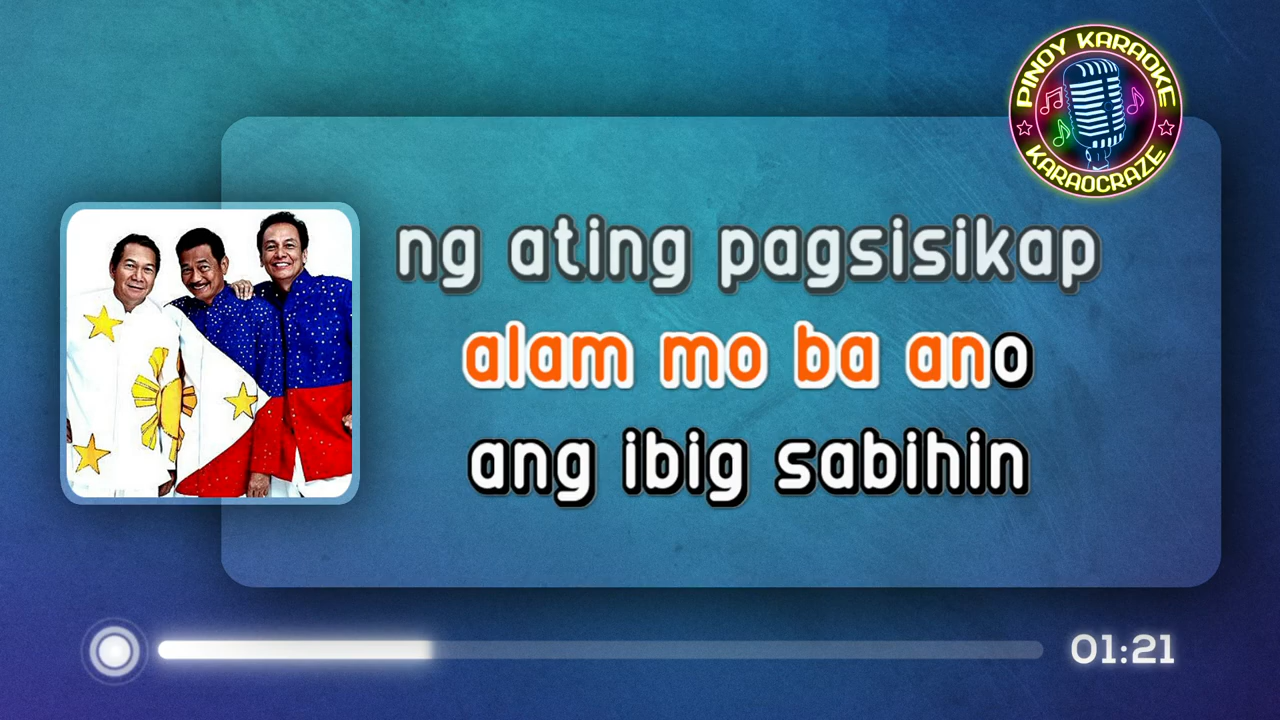 PINOY KARAOKE
KARAOCRAZE
ng ating pagsisikap
alam mo ba ano
ang ibig sabihin
01:21